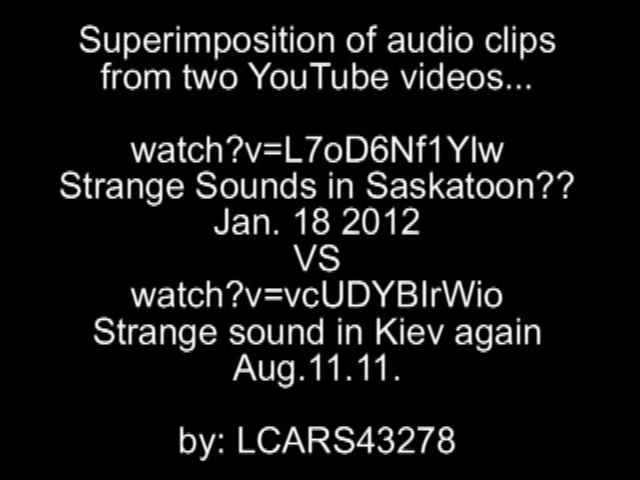 Superimposition of audio clips
from two YouTube videos...
watch?v=L7oD6Nf1Ylw
Strange Sounds in Saskatoon??
Jan. 18 2012
VS
watch?v=vcUDYBIrWio
Strange sound in Kiev again
Aug.11.11.
by: LCARS43278